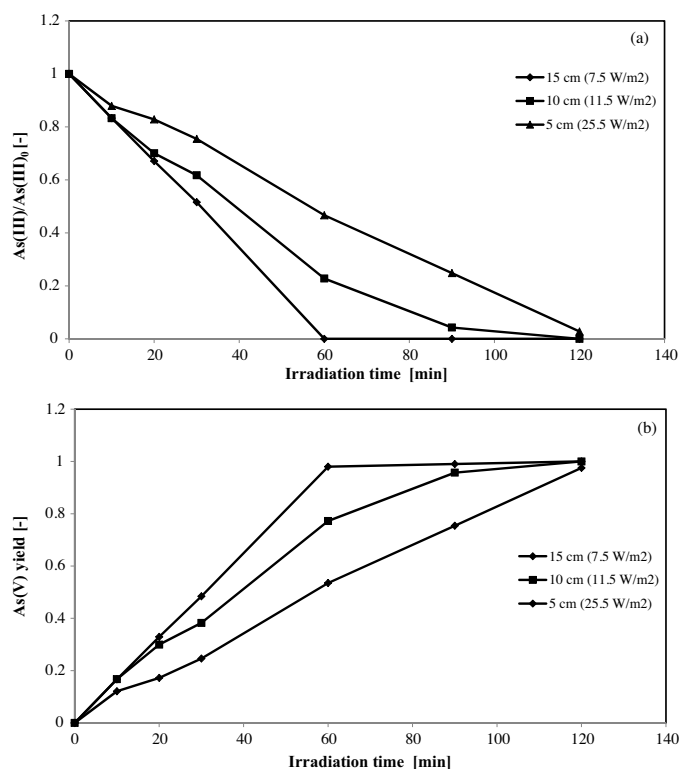 1.2
(a)
1
15 cm (7.5 W/m2)
10 cm (11.5 W/m2)
5 cm (25.5 W/m2)
0.8
0.6
0.4
0.2
0
As(III)/As(III)0 [-]
0 20 40 60 80 100 120 140
Irradiation time [min]
1.2
(b)
1
0.8
0.6
0.4
0.2
0
As(V) yield [-]
15 cm (7.5 W/m2)
10 cm (11.5 W/m2)
5 cm (25.5 W/m2)
0 20 40 60 80 100 120 140
Irradiation time [min]